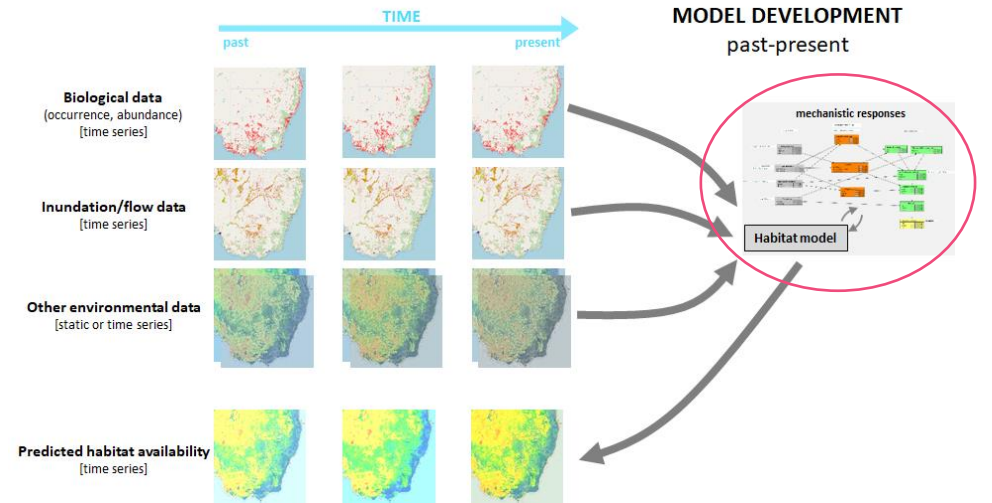 TIME
past
present
MODEL DEVELOPMENT
past-present
Biological data
(occurrence, abundance)
[time series]
mechanistic responses
Inundation/flow data
[time series]
Habitat model
Other environmental data
[static or time series]
Predicted habitat availability
[time series]